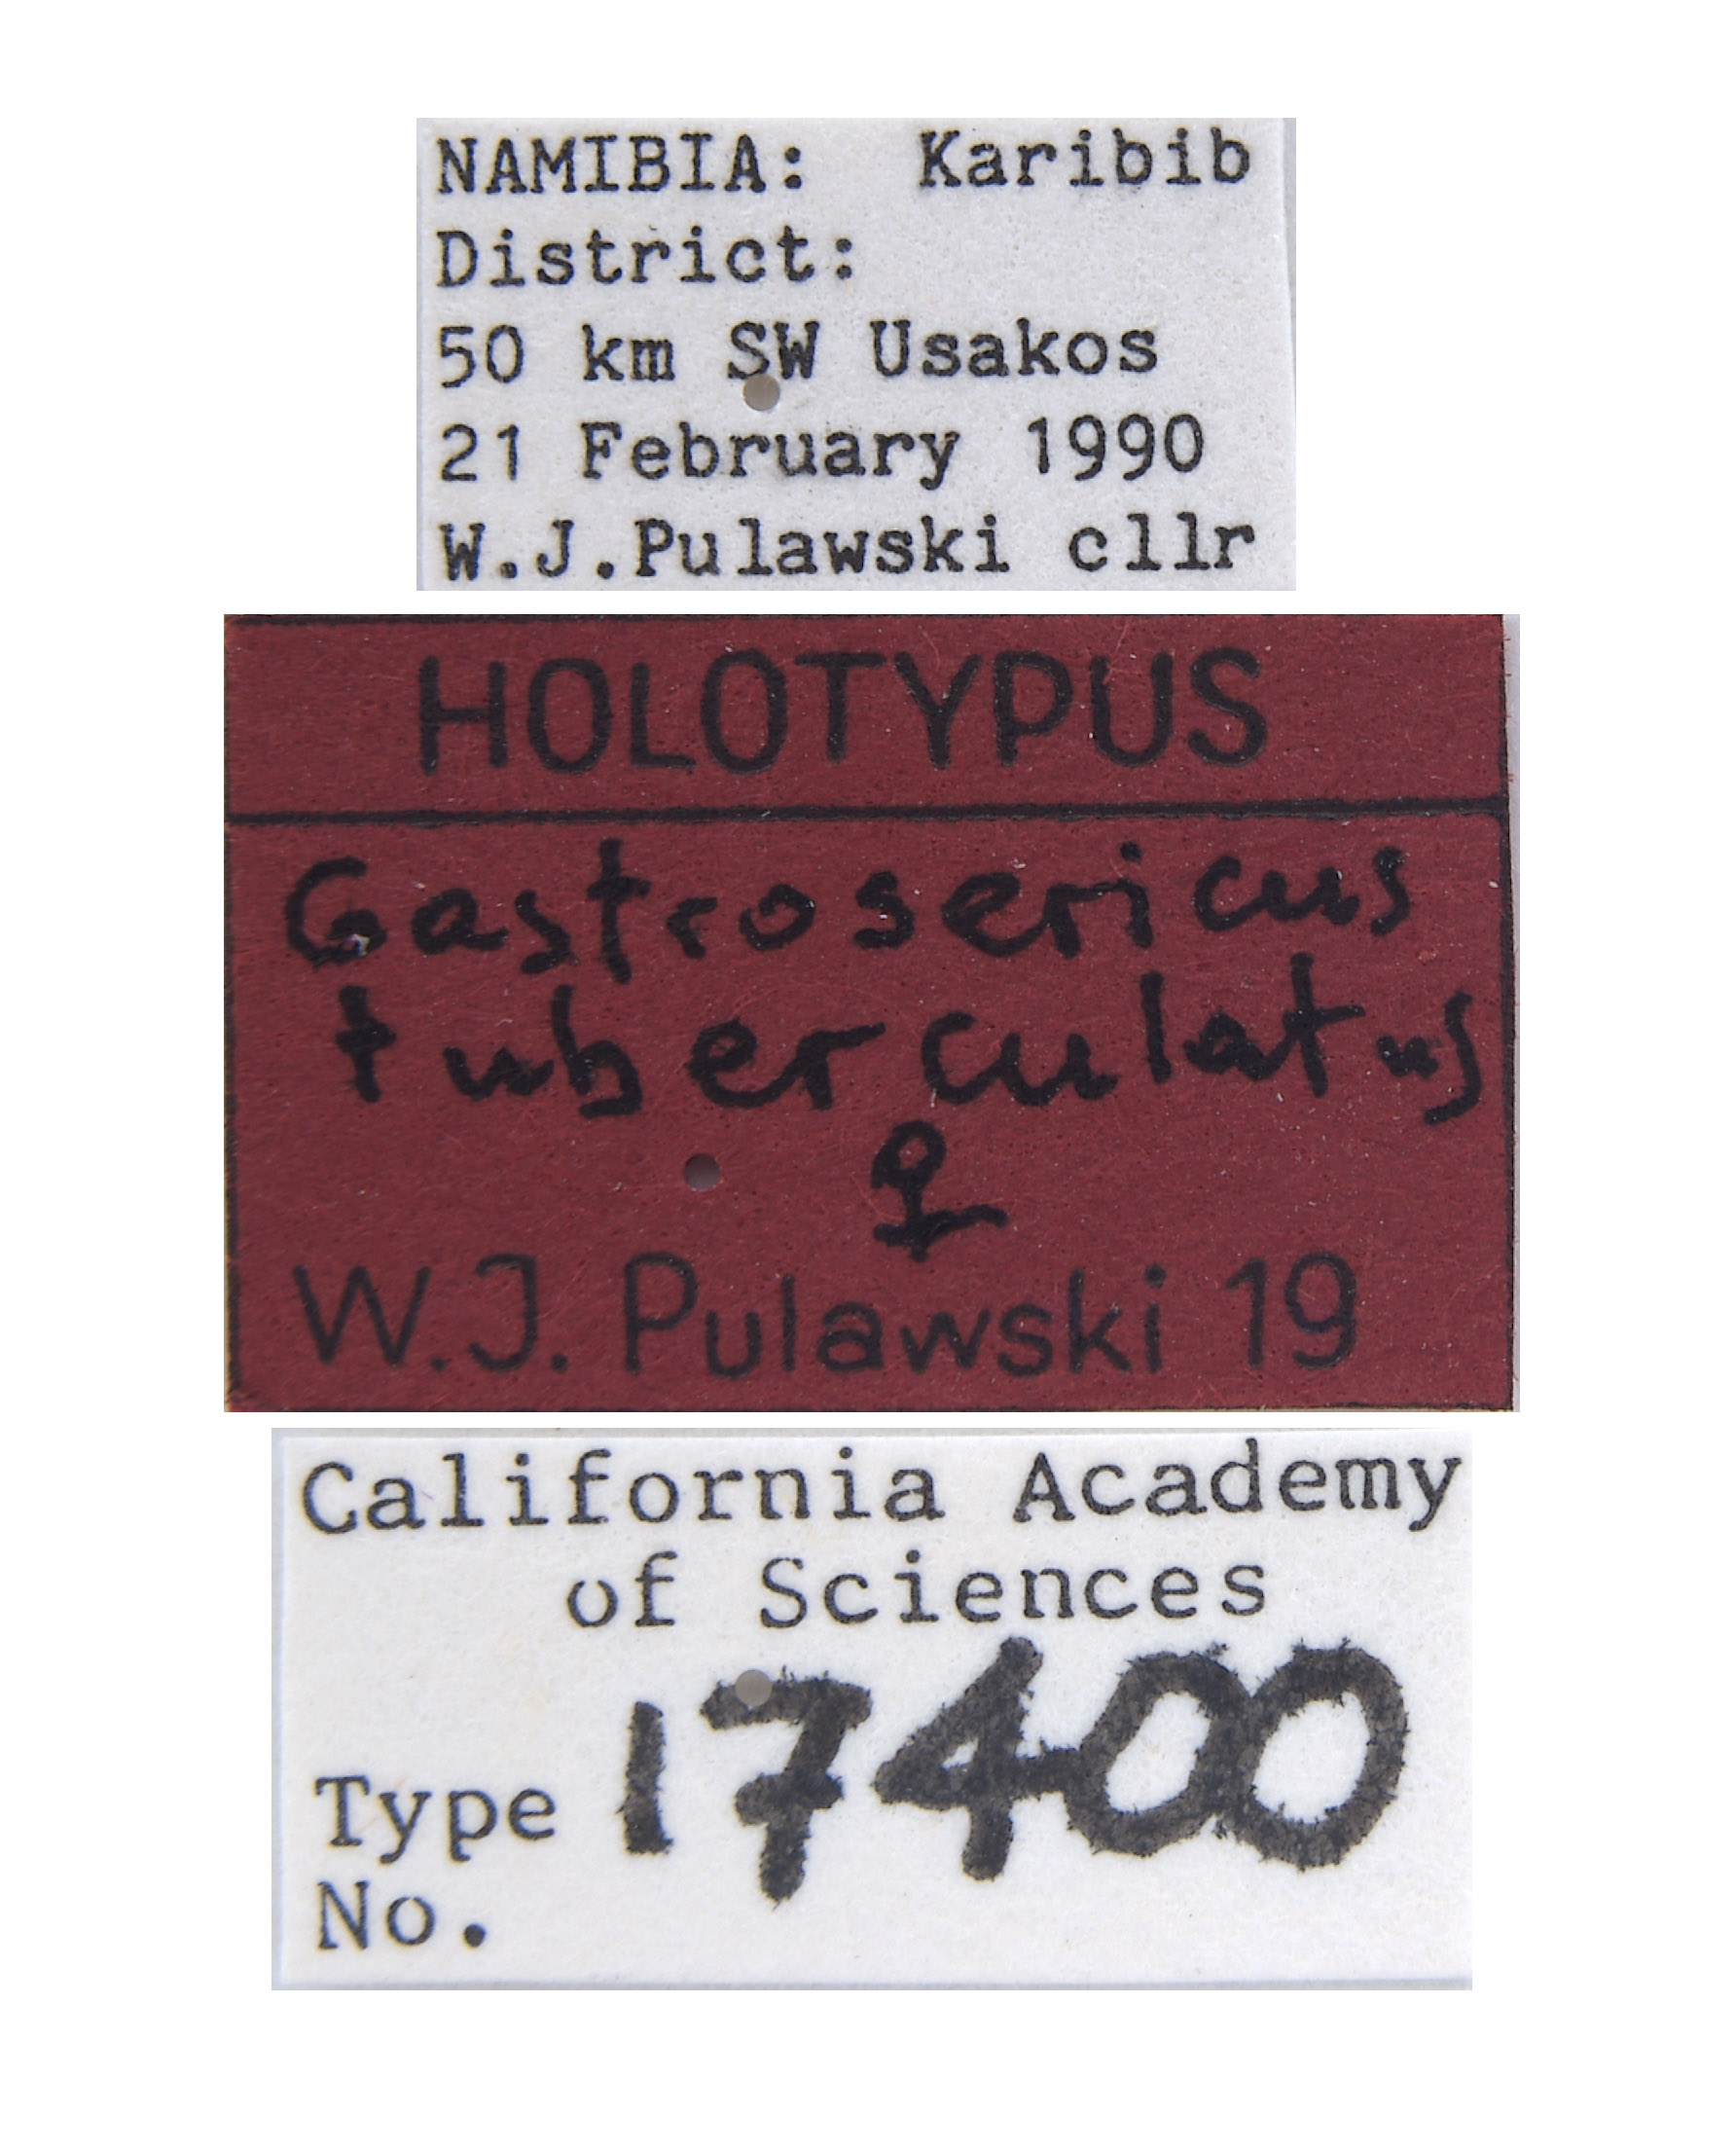 NAMIBIA: Karibib
District:
50 km SW Usakos
21 February 1990
W.J.Pulawski cllr
HOLOTYPUS
Gastrosericus
tuberculatus
♀
W.J. Pulawski 19
California Academy
of Sciences
Type 17400
No.